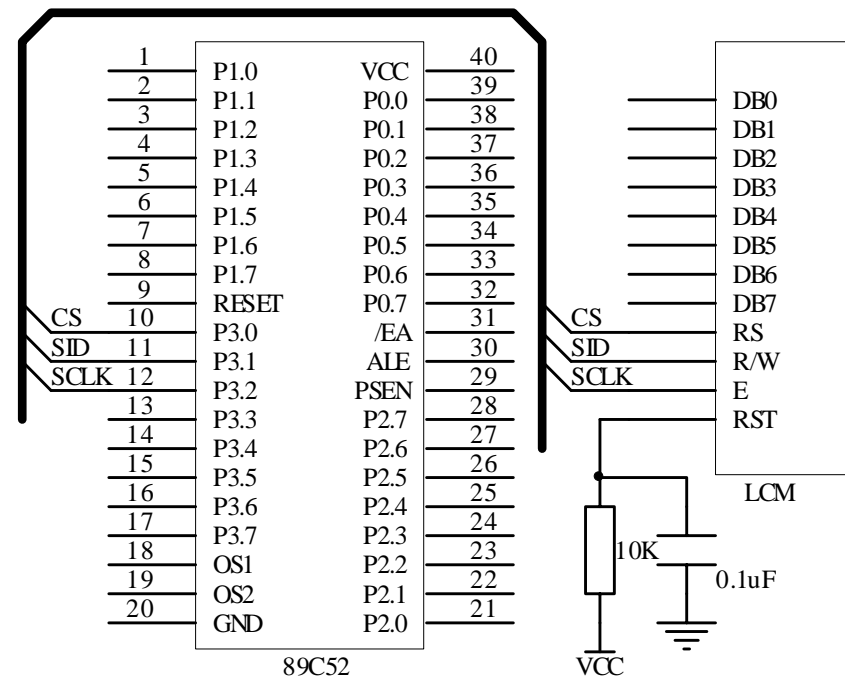 1 P1.0 VCC 40
2 P1.1 P0.0 39 DB0
3 P1.2 P0.1 38 DB1
4 P1.3 P0.2 37 DB2
5 P1.4 P0.3 36 DB3
6 P1.5 P0.4 35 DB4
7 P1.6 P0.5 34 DB5
8 P1.7 P0.6 33 DB6
9 RESET P0.7 32 DB7
CS 10 P3.0 /EA 31 CS RS
SID 11 P3.1 ALE 30 SID R/W
SCLK 12 P3.2 PSEN 29 SCLK E
13 P3.3 P2.7 28 RST
14 P3.4 P2.6 27
15 P3.5 P2.5 26
16 P3.6 P2.4 25 LCM
17 P3.7 P2.3 24
18 OS1 P2.2 23 10K
19 OS2 P2.1 22 0.1uF
20 GND P2.0 21
89C52 VCC